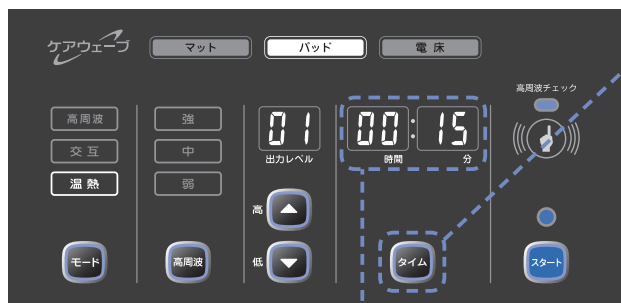 ケアウェーブ
マット
パッド
電床
高周波チェック
高周波
交互
温熱
強
中
弱
01
出力レベル
00:15
時間 分
高
低
モード
高周波
タイム
スタート